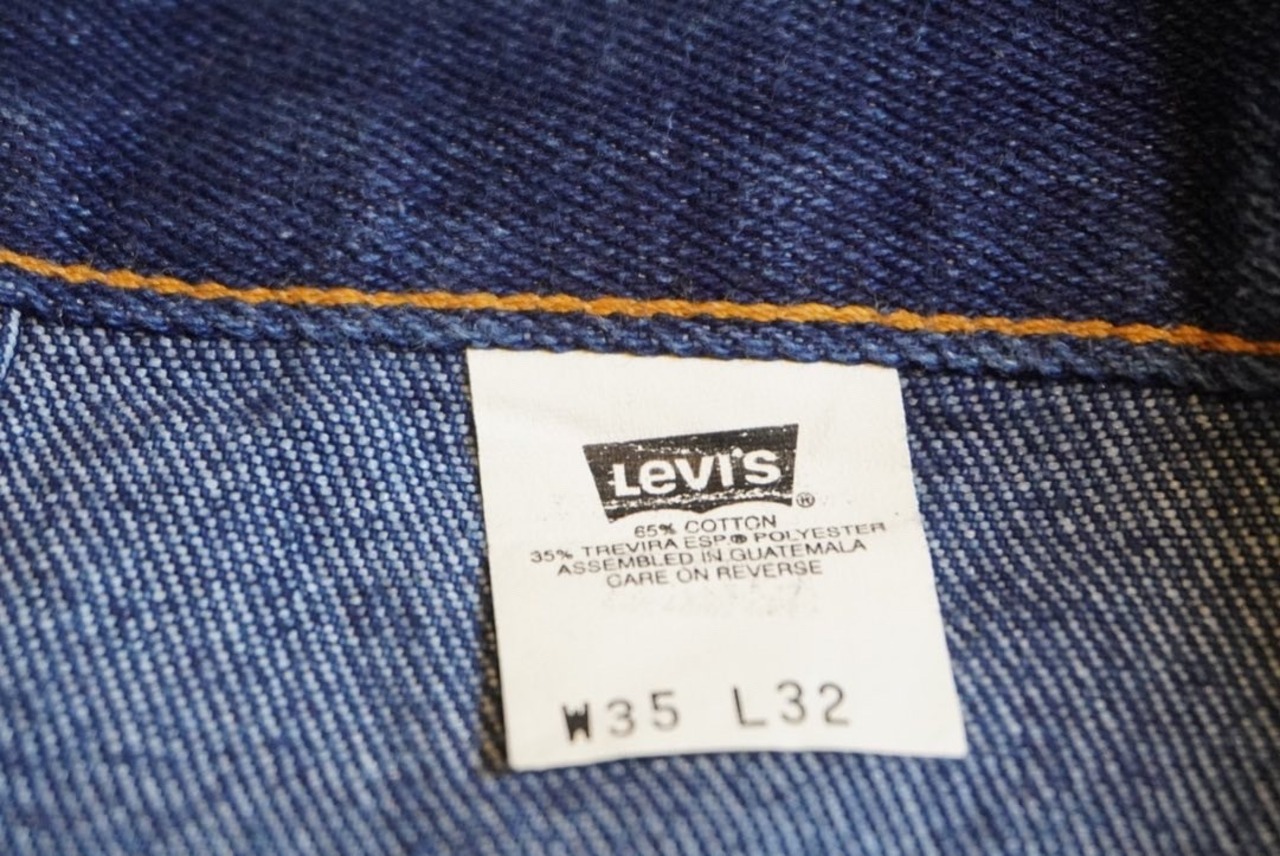 LEVI'S ®
65% COTTON
35% TREVIRA ESP® POLYESTER
ASSEMBLED IN GUATEMALA
CARE ON REVERSE
W35 L32